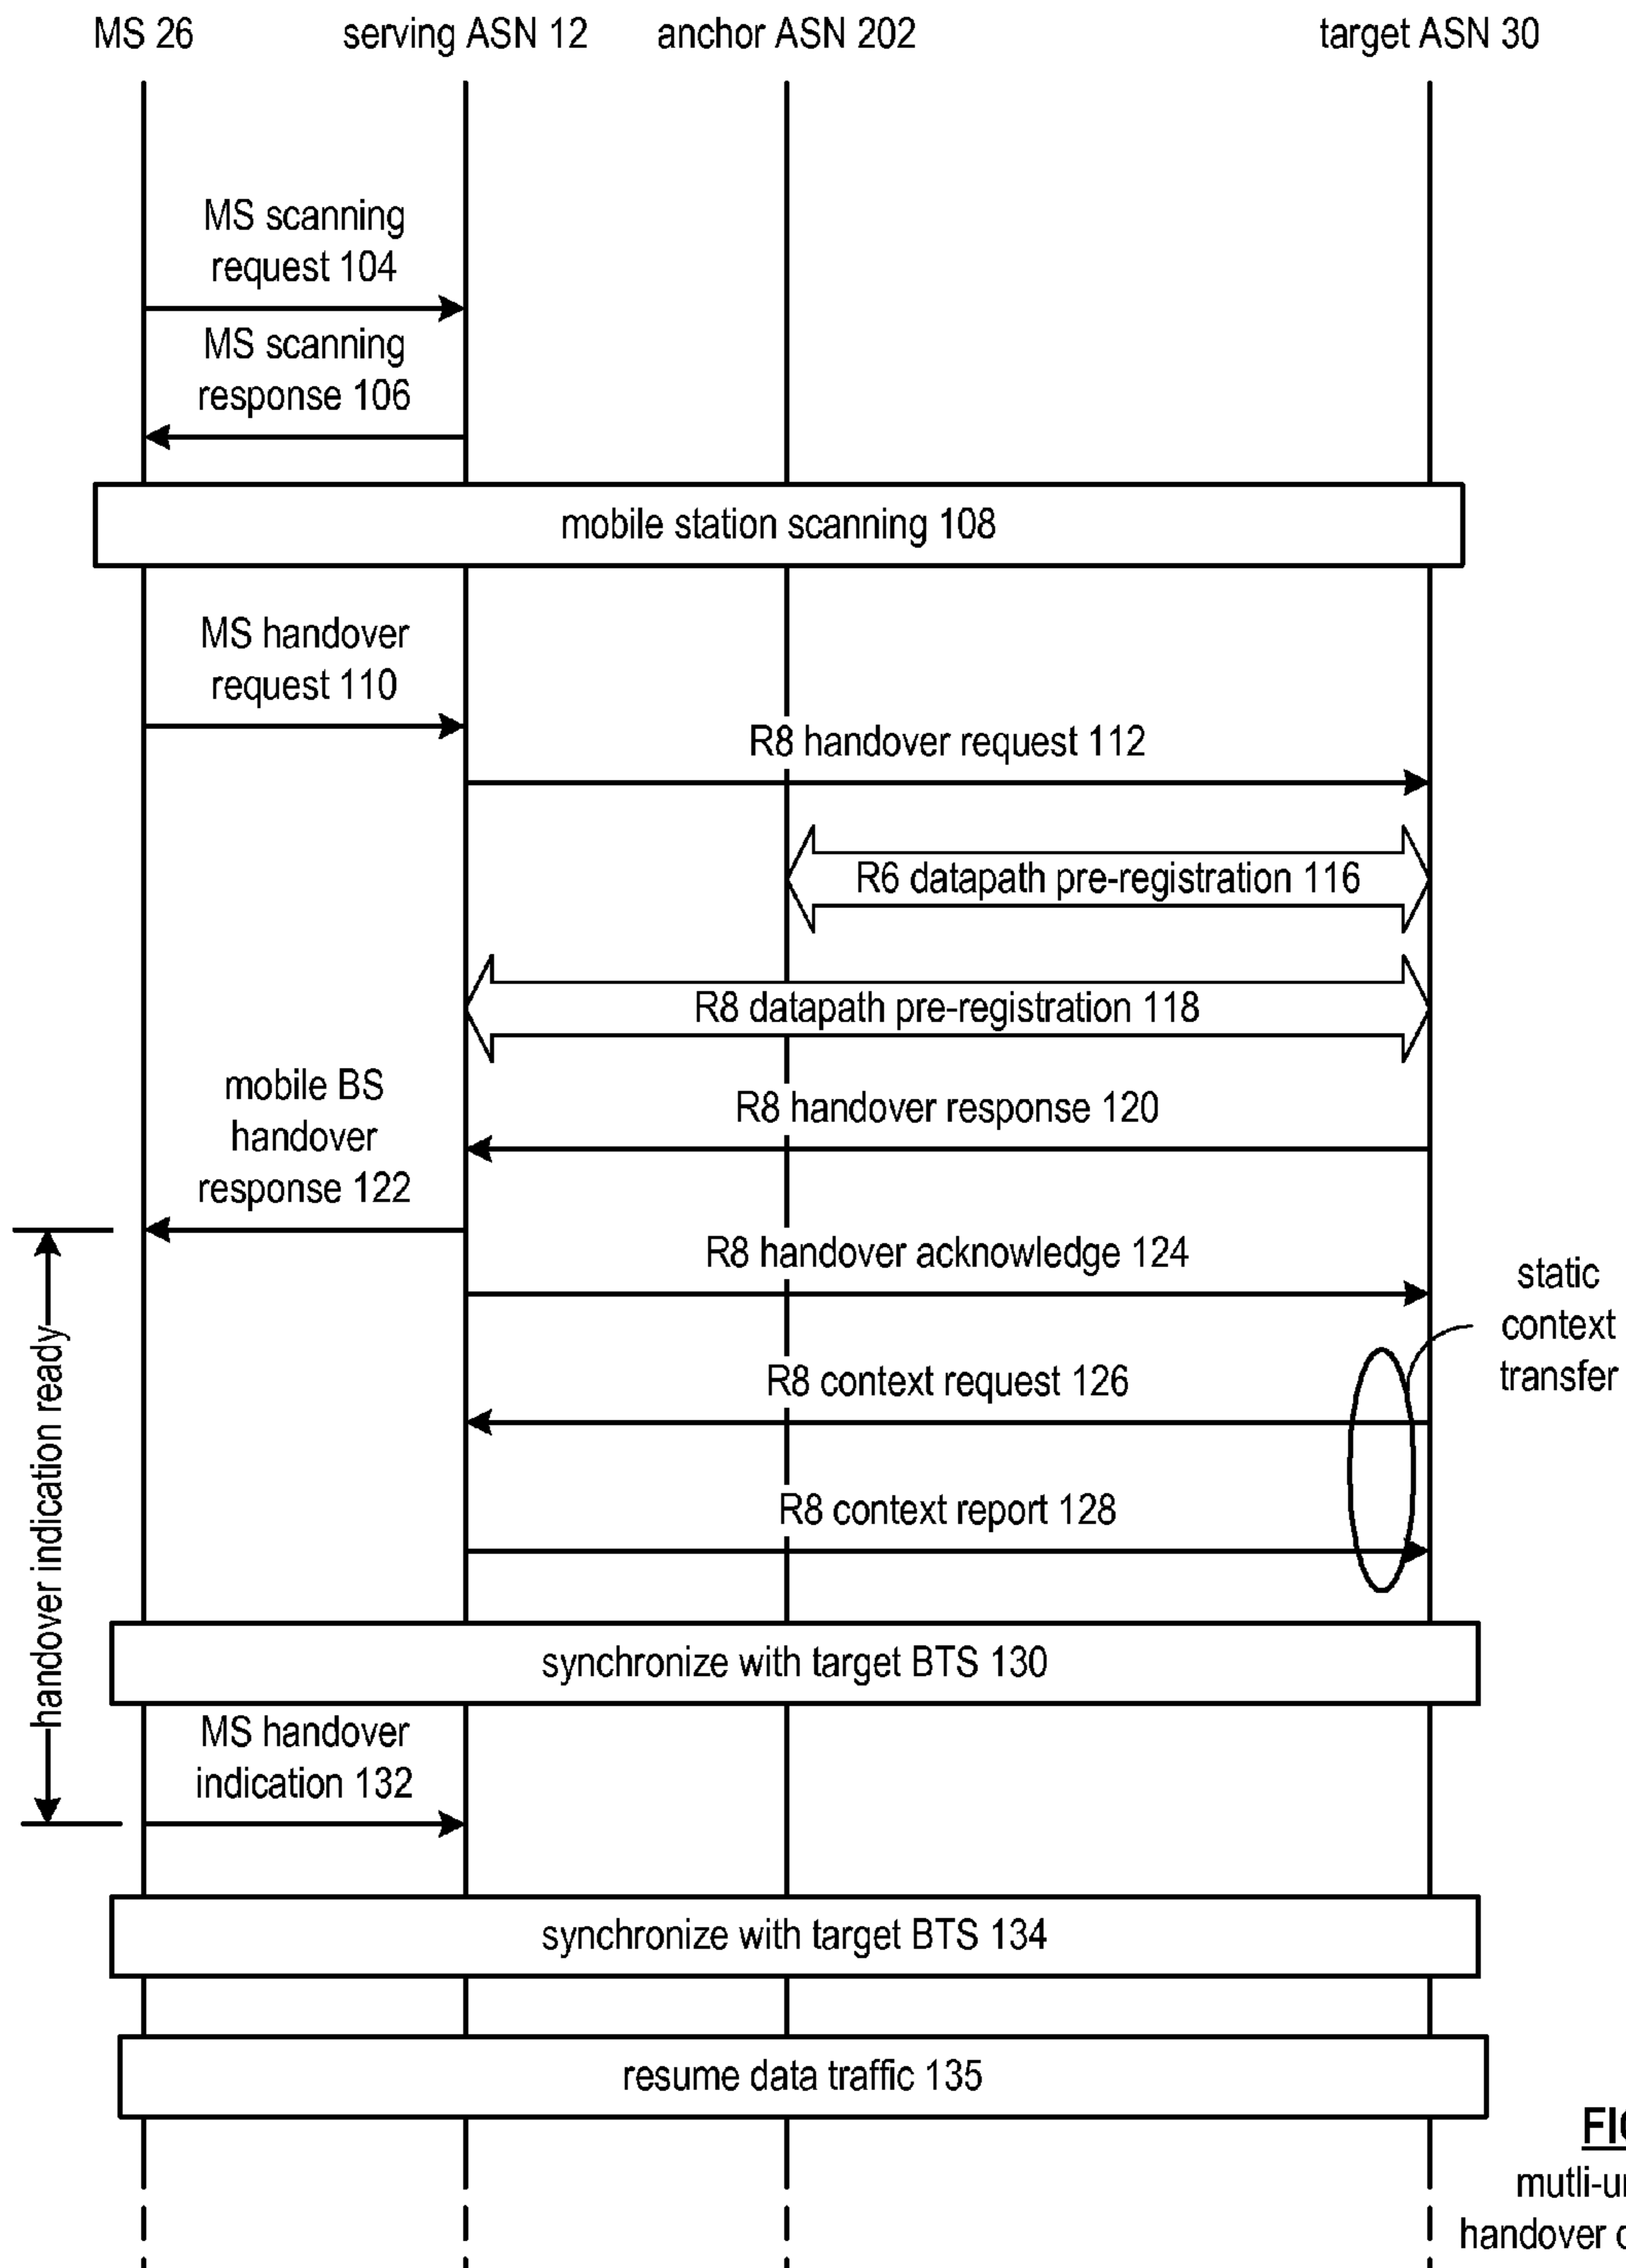 MS 26
serving ASN 12
anchor ASN 202
target ASN 30
MS scanning
request 104
MS scanning
response 106
mobile station scanning 108
MS handover
request 110
R8 handover request 112
R6 datapath pre-registration 116
R8 datapath pre-registration 118
mobile BS
handover
response 122
R8 handover response 120
R8 handover acknowledge 124
static
context
transfer
R8 context request 126
R8 context report 128
handover indication ready
synchronize with target BTS 130
MS handover
indication 132
synchronize with target BTS 134
resume data traffic 135
handover